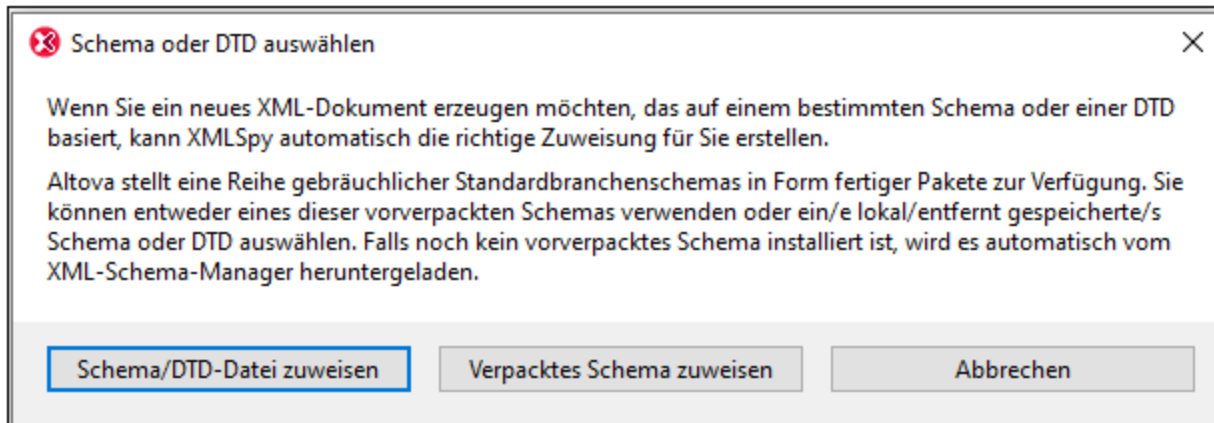 Schema oder DTD auswählen
Wenn Sie ein neues XML-Dokument erzeugen möchten, das auf einem bestimmten Schema oder einer DTD
basiert, kann XMLSpy automatisch die richtige Zuweisung für Sie erstellen.
Altova stellt eine Reihe gebräuchlicher Standardbranchenschemas in Form fertiger Pakete zur Verfügung. Sie
können entweder eines dieser vorverpackten Schemas verwenden oder ein/e lokal/entfernt gespeicherte/s
Schema oder DTD auswählen. Falls noch kein vorverpacktes Schema installiert ist, wird es automatisch vom
XML-Schema-Manager heruntergeladen.
Schema/DTD-Datei zuweisen
Verpacktes Schema zuweisen
Abbrechen